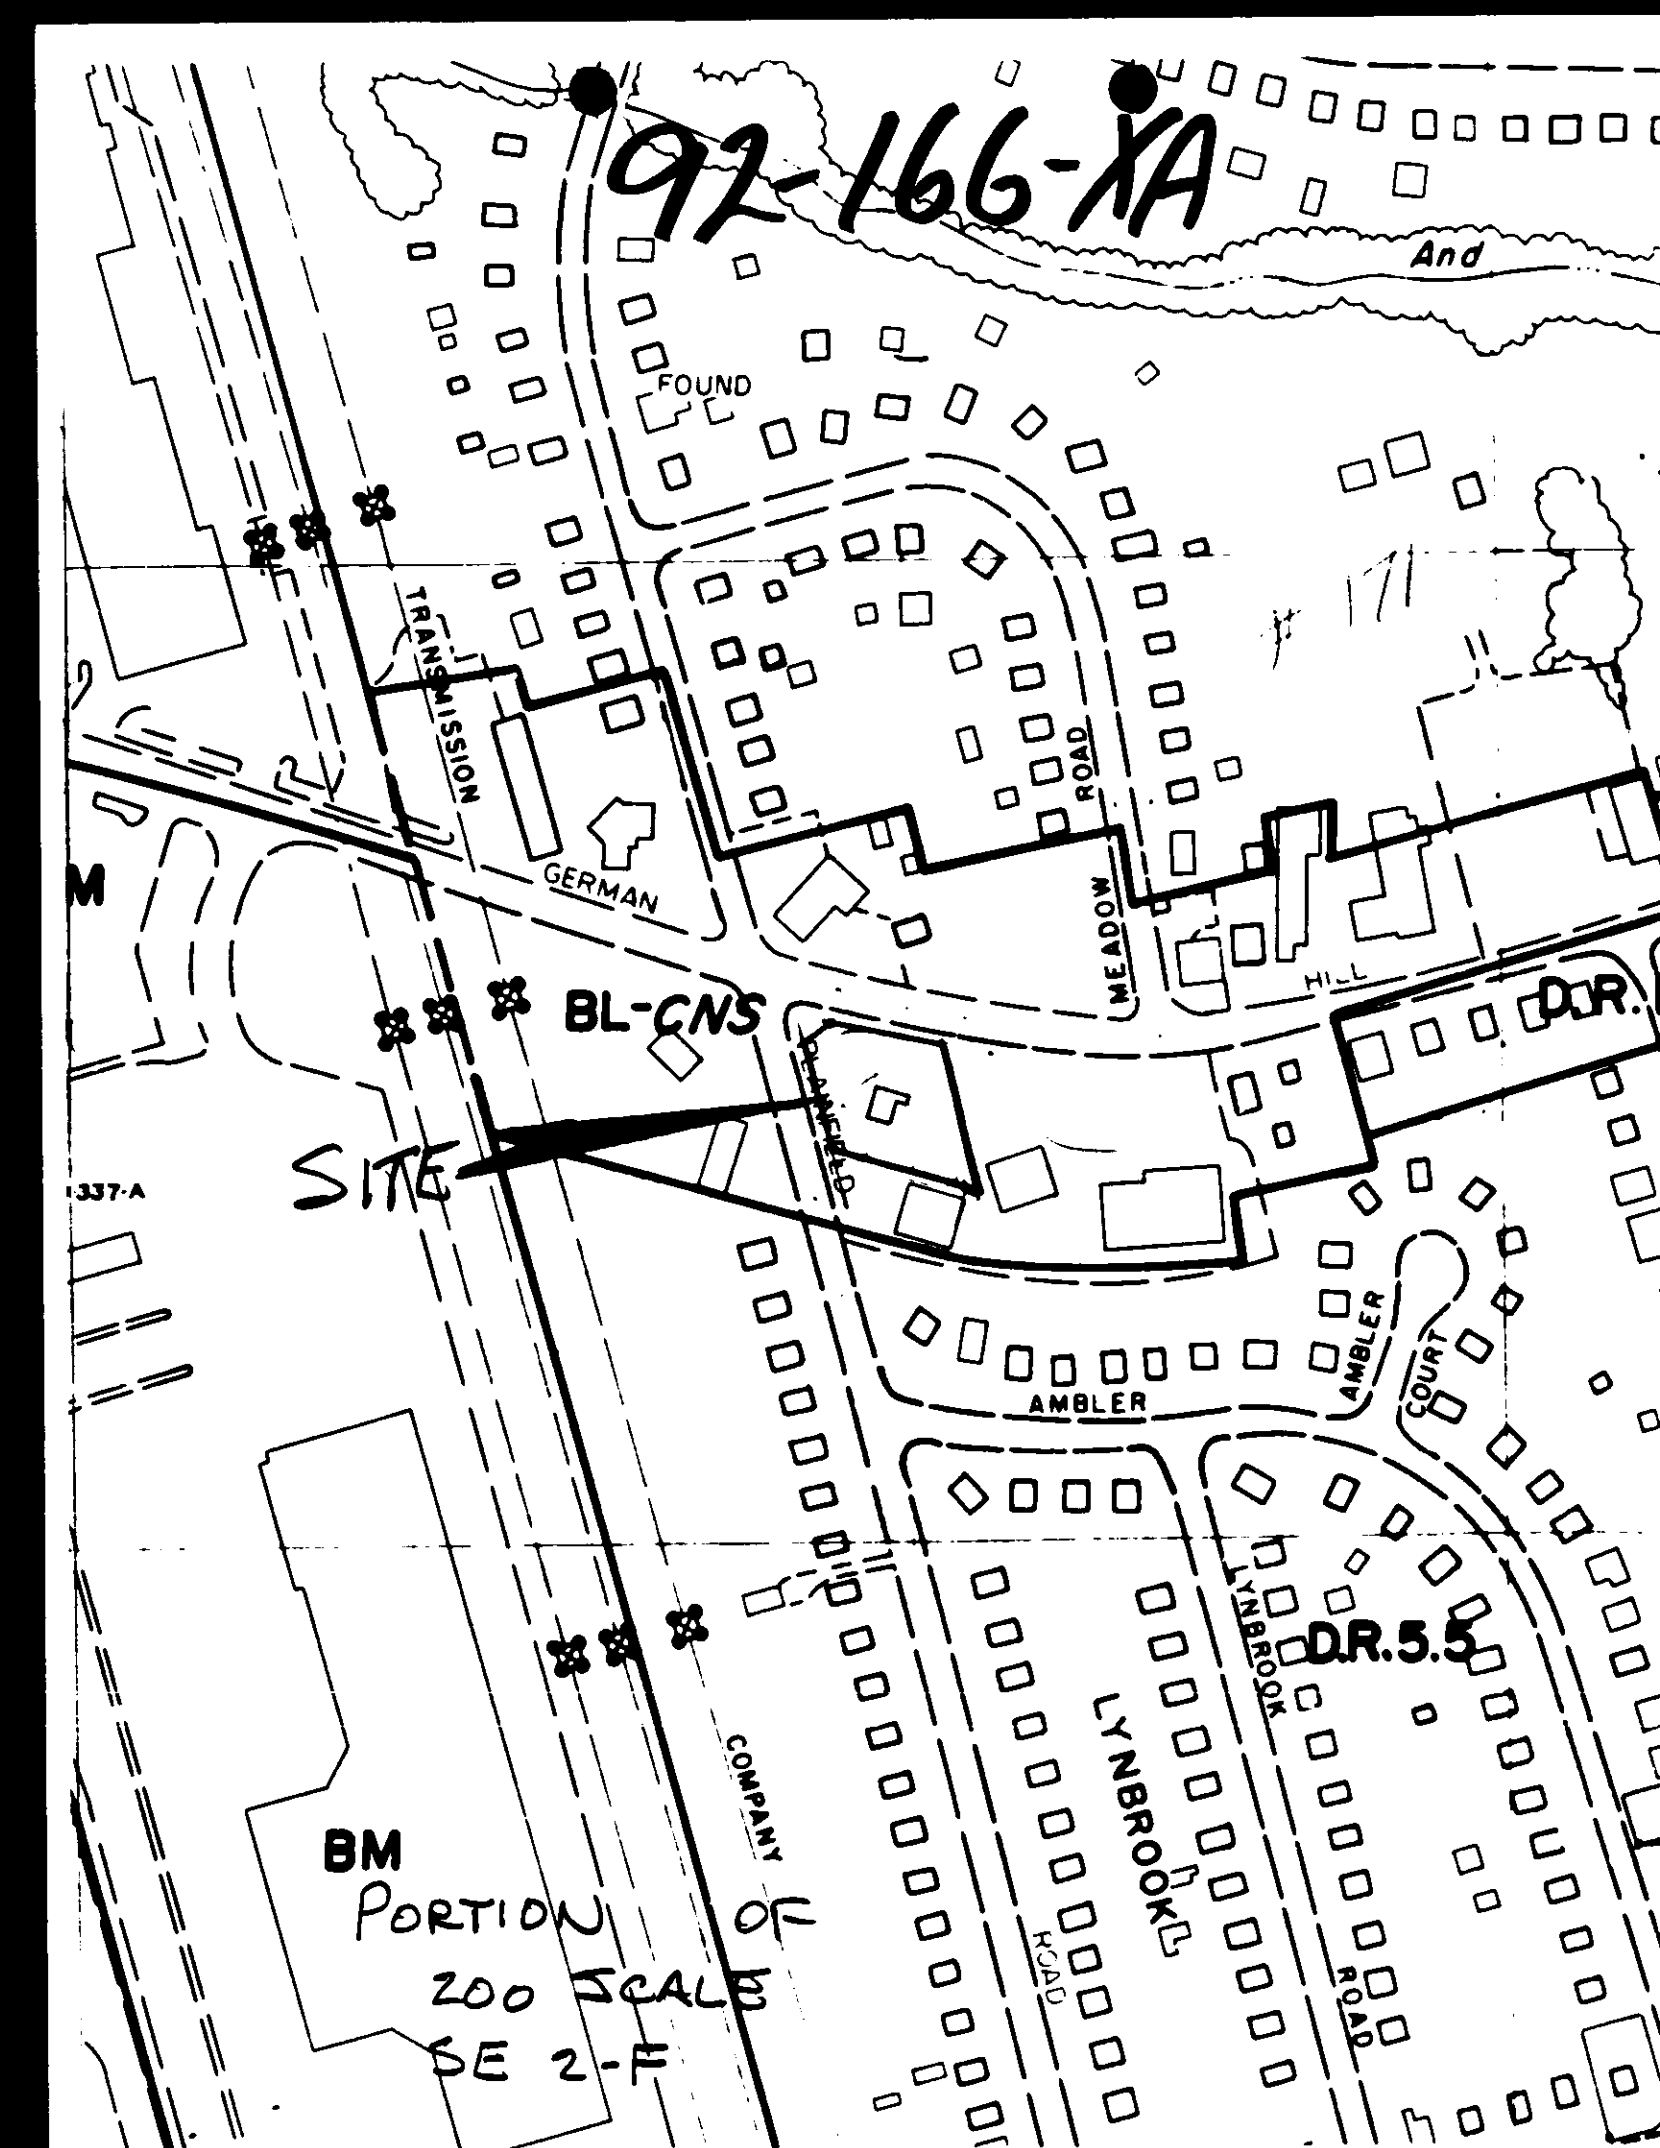 92-166-XA
And
FOUND
171
TRANSMISSION
ROAD
GERMAN
M
MEADOW
HILL
BL-CNS
D.R.
PLAINFIELD
SITE
337-A
AMBLER
COURT
AMBLER
LYNBROOK
D.R.5.5
LYNBROOK
COMPANY
BM
PORTION OF
ROAD
ROAD
200 SCALE
SE 2-F